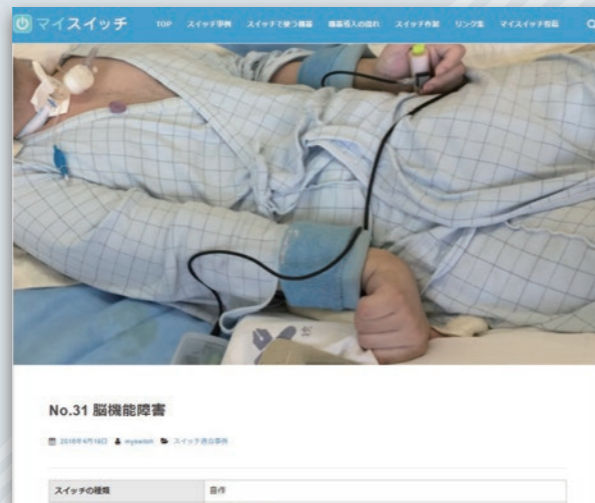 マイスイッチ
TOP スイッチ事例 スイッチで使う機器 機器導入の流れ スイッチ作製 リンク集 マイスイッチ投稿
No.31 脳機能障害
2018年4月19日 myswitch スイッチ適合事例
スイッチの種類 自作